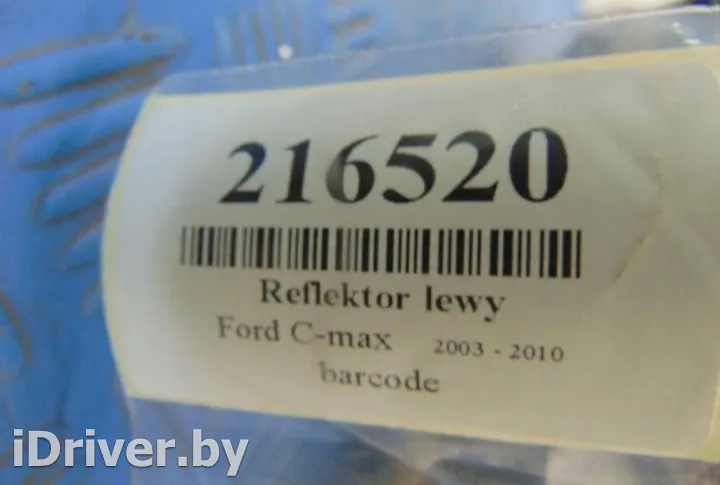 216520
Reflektor lewy
Ford C-max 2003 - 2010
barcode
iDriver.by